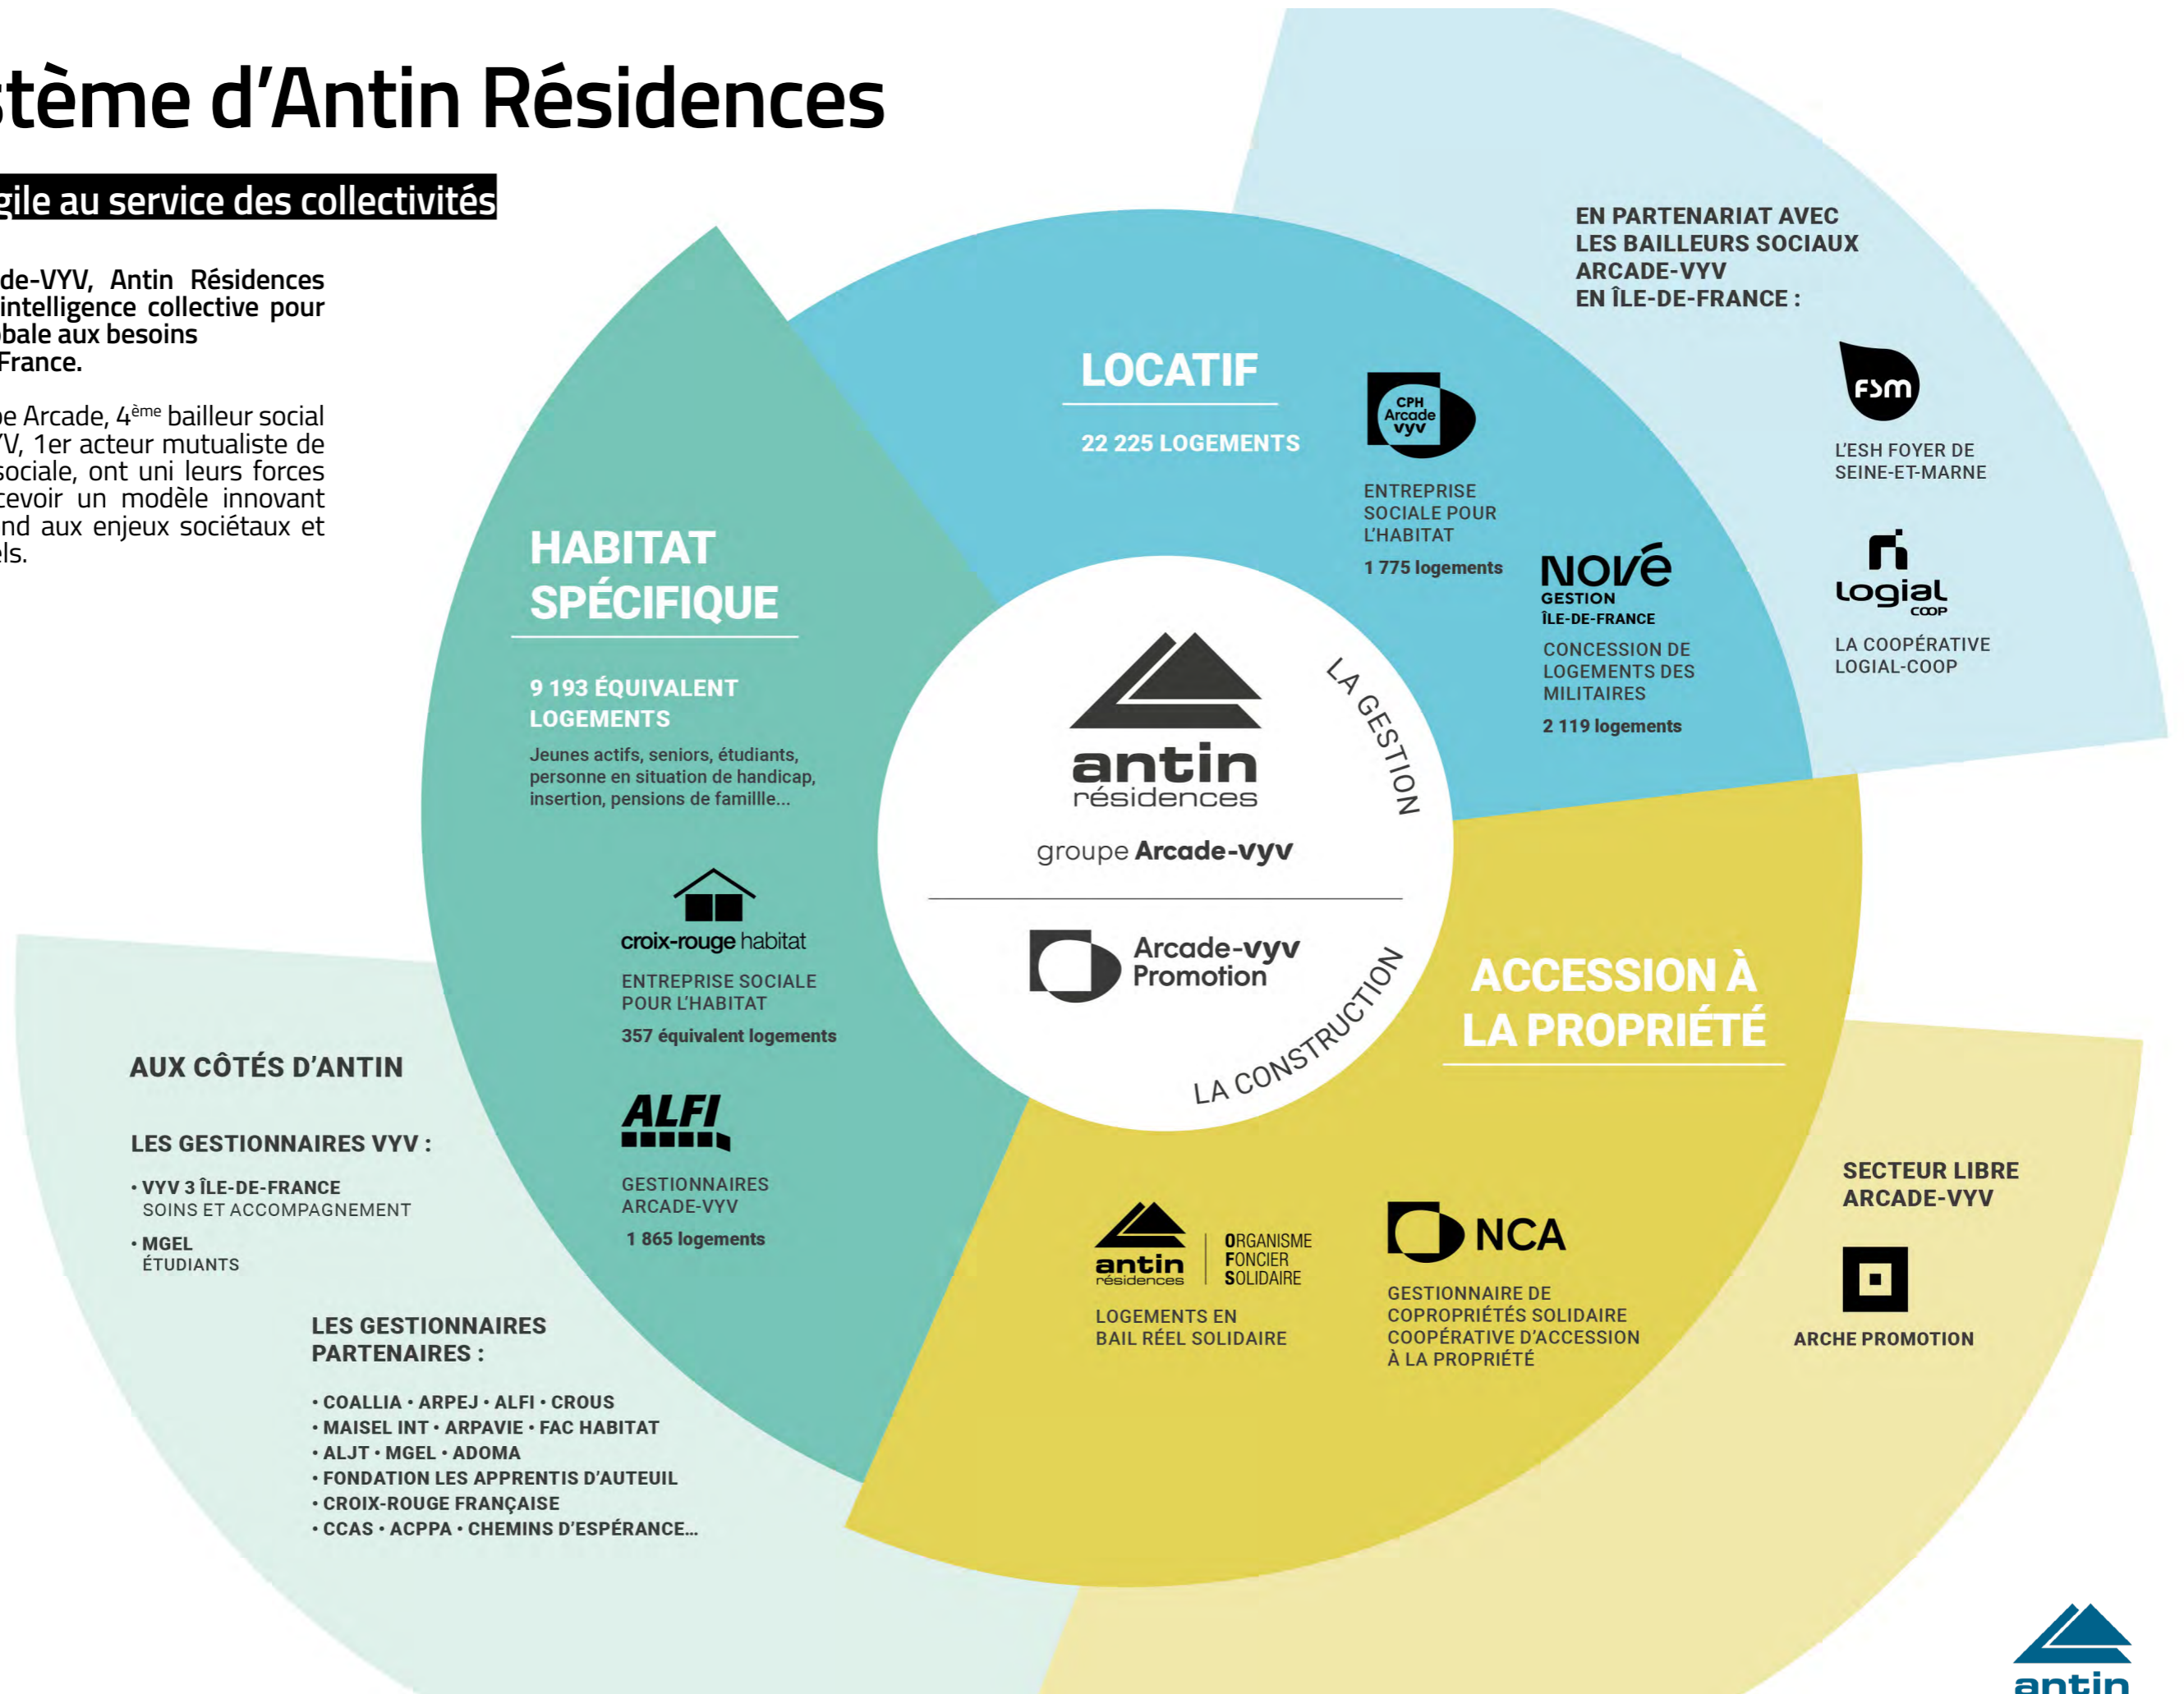 stème d'Antin Résidences
gile au service des collectivités
de-VYV, Antin Résidences
intelligence collective pour
bale aux besoins
France.
e Arcade, 4ème bailleur social
YV, 1er acteur mutualiste de
sociale, ont uni leurs forces
cevoir un modèle innovant
nd aux enjeux sociétaux et
els.
EN PARTENARIAT AVEC
LES BAILLEURS SOCIAUX
ARCADE-VYV
EN ÎLE-DE-FRANCE :
FSM
L'ESH FOYER DE
SEINE-ET-MARNE
Logial
COOP
LA COOPÉRATIVE
LOGIAL-COOP
LOCATIF
22 225 LOGEMENTS
CPH
Arcade
vyv
ENTREPRISE
SOCIALE POUR
L'HABITAT
1 775 logements
NOVé
GESTION
ÎLE-DE-FRANCE
CONCESSION DE
LOGEMENTS DES
MILITAIRES
2 119 logements
HABITAT
SPÉCIFIQUE
9 193 ÉQUIVALENT
LOGEMENTS
Jeunes actifs, seniors, étudiants,
personne en situation de handicap,
insertion, pensions de famillle...
croix-rouge habitat
ENTREPRISE SOCIALE
POUR L'HABITAT
357 équivalent logements
ALFI
GESTIONNAIRES
ARCADE-VYV
1 865 logements
antin
résidences
groupe Arcade-vyv
LA GESTION
Arcade-vyv
Promotion
LA CONSTRUCTION
ACCESSION À
LA PROPRIÉTÉ
antin
résidences
ORGANISME
FONCIER
SOLIDAIRE
LOGEMENTS EN
BAIL RÉEL SOLIDAIRE
NCA
GESTIONNAIRE DE
COPROPRIÉTÉS SOLIDAIRE
COOPÉRATIVE D'ACCESSION
À LA PROPRIÉTÉ
SECTEUR LIBRE
ARCADE-VYV
ARCHE PROMOTION
AUX CÔTÉS D'ANTIN
LES GESTIONNAIRES VYV :
• VYV 3 ÎLE-DE-FRANCE
SOINS ET ACCOMPAGNEMENT
• MGEL
ÉTUDIANTS
LES GESTIONNAIRES
PARTENAIRES :
• COALLIA • ARPEJ • ALFI • CROUS
• MAISEL INT • ARPAVIE • FAC HABITAT
• ALJT • MGEL • ADOMA
• FONDATION LES APPRENTIS D'AUTEUIL
• CROIX-ROUGE FRANÇAISE
• CCAS • ACPPA • CHEMINS D'ESPÉRANCE...
antin